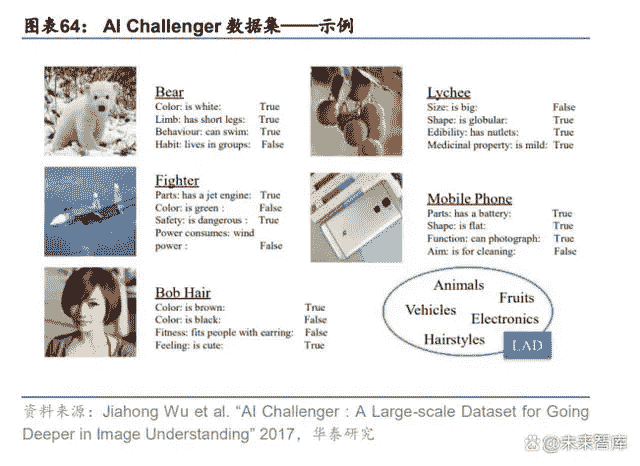 图表64： AI Challenger 数据集——示例
Bear
Color: is white: True
Limb: has short legs: True
Behaviour: can swim: True
Habit: lives in groups: False
Lychee
Size: is big: False
Shape: is globular: True
Edibility: has nutlets: True
Medicinal property: is mild: True
Fighter
Parts: has a jet engine: True
Color: is green : False
Safety: is dangerous : True
Power consumes: wind
power : False
Mobile Phone
Parts: has a battery: True
Shape: is flat: True
Function: can photograph: True
Aim: is for cleaning: False
Bob Hair
Color: is brown: True
Color: is black: False
Fitness: fits people with earring: False
Feeling: is cute: True
Animals
Fruits
Vehicles
Electronics
Hairstyles
LAD
资料来源：Jiahong Wu et al. “AI Challenger : A Large-scale Dataset for Going
Deeper in Image Understanding” 2017，华泰研究
@未来智库